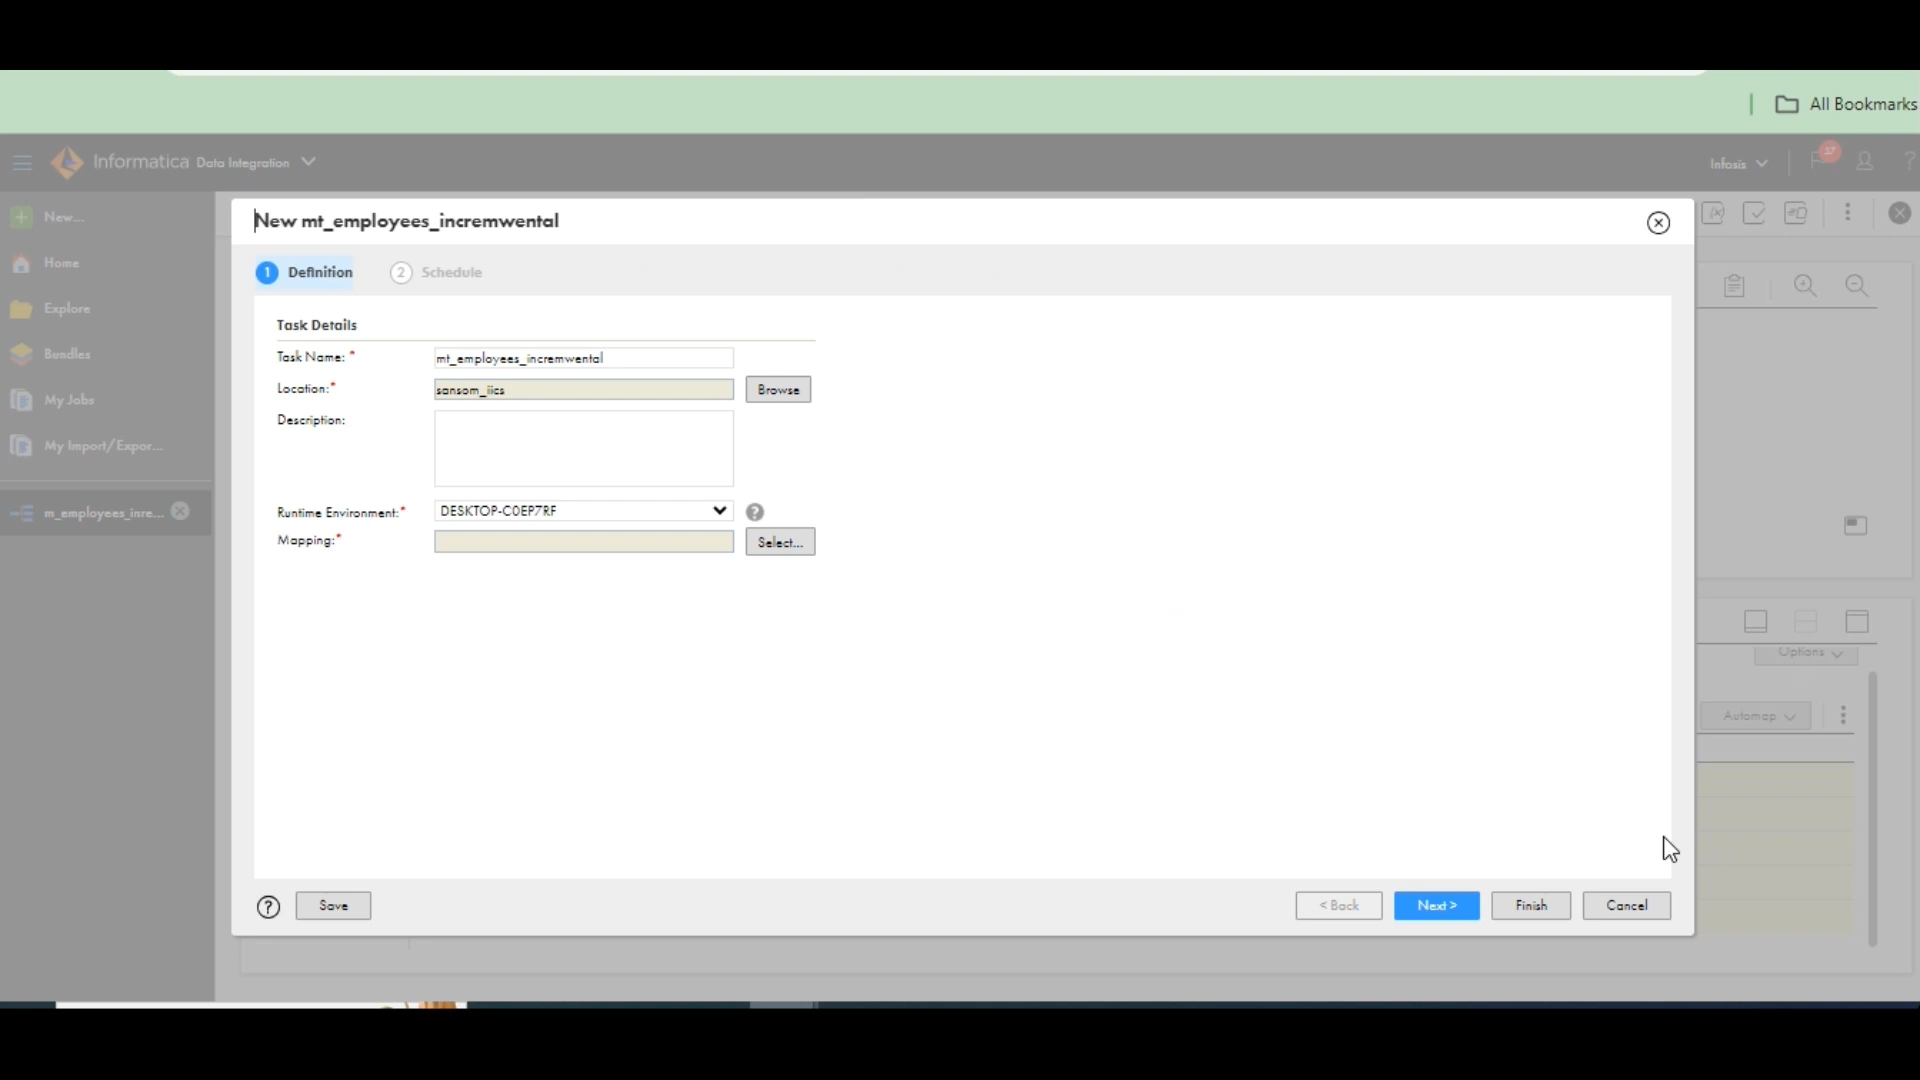 All Bookmarks
Informatica Data Integration
Infosis
27
?
New...
Home
Explore
Bundles
My Jobs
My Import/Expor...
m_employees_inre...
New mt_employees_incremwental
1 Definition
2 Schedule
Task Details
Task Name: * mt_employees_incremwental
Location:* sansom_iics Browse
Description:
Runtime Environment:* DESKTOP-C0EP7RF ?
Mapping:* Select...
Options
Automap
? Save
< Back Next > Finish Cancel